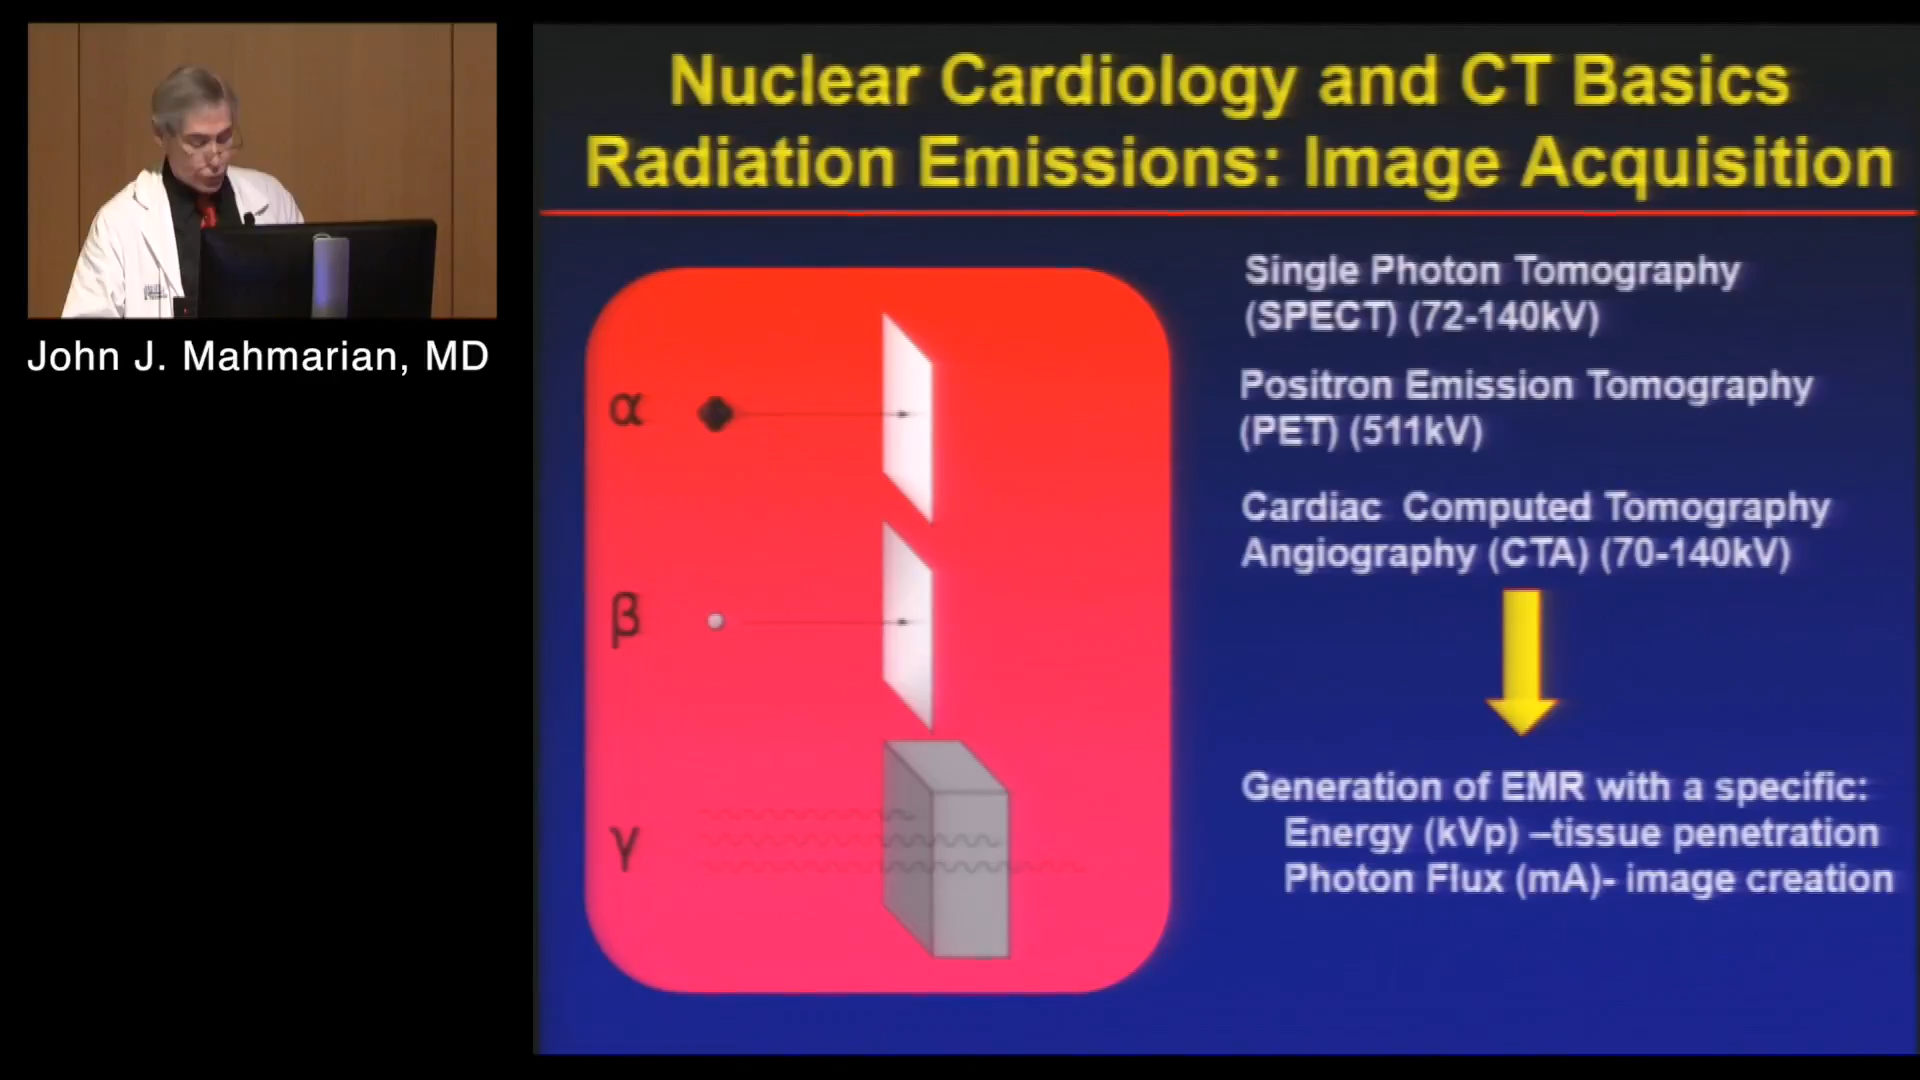 John J. Mahmarian, MD
Nuclear Cardiology and CT Basics
Radiation Emissions: Image Acquisition
α
β
γ
Single Photon Tomography
(SPECT) (72-140kV)
Positron Emission Tomography
(PET) (511kV)
Cardiac Computed Tomography
Angiography (CTA) (70-140kV)
Generation of EMR with a specific:
Energy (kVp) –tissue penetration
Photon Flux (mA)- image creation